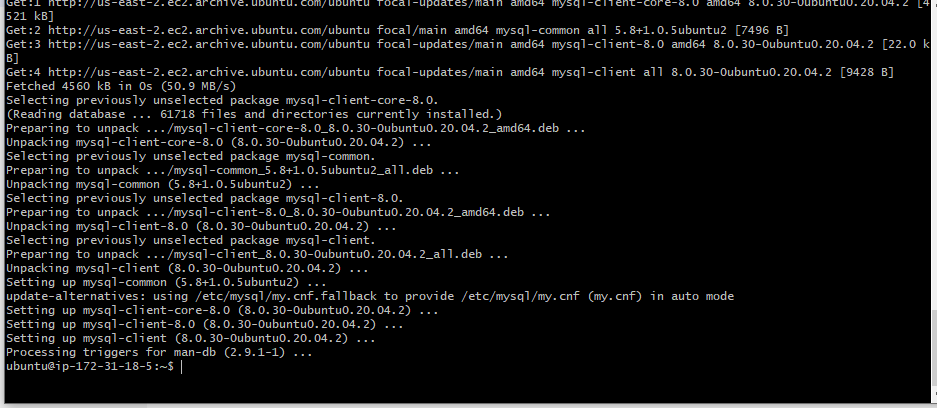 Get:1 http://us-east-2.ec2.archive.ubuntu.com/ubuntu focal-updates/main amd64 mysql-client-core-8.0 amd64 8.0.30-0ubuntu0.20.04.2 [4
521 kB]
Get:2 http://us-east-2.ec2.archive.ubuntu.com/ubuntu focal/main amd64 mysql-common all 5.8+1.0.5ubuntu2 [7496 B]
Get:3 http://us-east-2.ec2.archive.ubuntu.com/ubuntu focal-updates/main amd64 mysql-client-8.0 amd64 8.0.30-0ubuntu0.20.04.2 [22.0 k
B]
Get:4 http://us-east-2.ec2.archive.ubuntu.com/ubuntu focal-updates/main amd64 mysql-client all 8.0.30-0ubuntu0.20.04.2 [9428 B]
Fetched 4560 kB in 0s (50.9 MB/s)
Selecting previously unselected package mysql-client-core-8.0.
(Reading database ... 61718 files and directories currently installed.)
Preparing to unpack .../mysql-client-core-8.0_8.0.30-0ubuntu0.20.04.2_amd64.deb ...
Unpacking mysql-client-core-8.0 (8.0.30-0ubuntu0.20.04.2) ...
Selecting previously unselected package mysql-common.
Preparing to unpack .../mysql-common_5.8+1.0.5ubuntu2_all.deb ...
Unpacking mysql-common (5.8+1.0.5ubuntu2) ...
Selecting previously unselected package mysql-client-8.0.
Preparing to unpack .../mysql-client-8.0_8.0.30-0ubuntu0.20.04.2_amd64.deb ...
Unpacking mysql-client-8.0 (8.0.30-0ubuntu0.20.04.2) ...
Selecting previously unselected package mysql-client.
Preparing to unpack .../mysql-client_8.0.30-0ubuntu0.20.04.2_all.deb ...
Unpacking mysql-client (8.0.30-0ubuntu0.20.04.2) ...
Setting up mysql-common (5.8+1.0.5ubuntu2) ...
update-alternatives: using /etc/mysql/my.cnf.fallback to provide /etc/mysql/my.cnf (my.cnf) in auto mode
Setting up mysql-client-core-8.0 (8.0.30-0ubuntu0.20.04.2) ...
Setting up mysql-client-8.0 (8.0.30-0ubuntu0.20.04.2) ...
Setting up mysql-client (8.0.30-0ubuntu0.20.04.2) ...
Processing triggers for man-db (2.9.1-1) ...
ubuntu@ip-172-31-18-5:~$